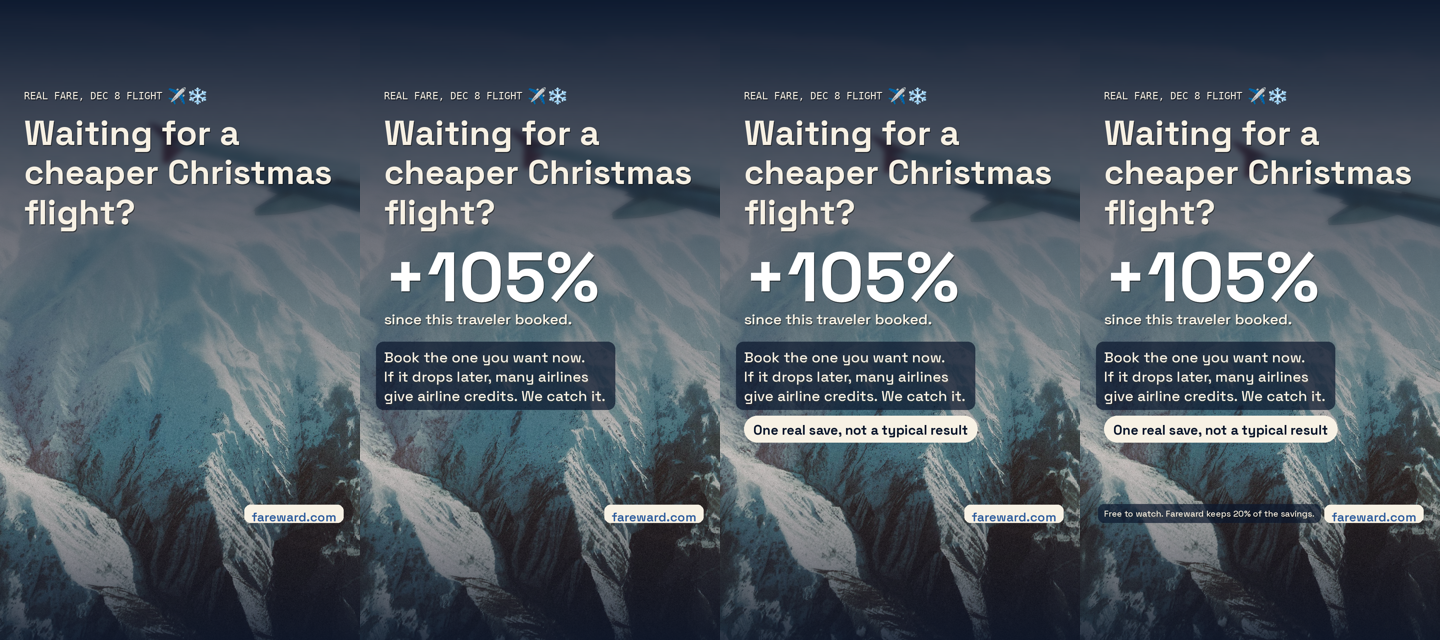 REAL FARE, DEC 8 FLIGHT ✈️❄️
Waiting for a
cheaper Christmas
flight?
fareward.com
REAL FARE, DEC 8 FLIGHT ✈️❄️
Waiting for a
cheaper Christmas
flight?
+105%
since this traveler booked.
Book the one you want now.
If it drops later, many airlines
give airline credits. We catch it.
fareward.com
REAL FARE, DEC 8 FLIGHT ✈️❄️
Waiting for a
cheaper Christmas
flight?
+105%
since this traveler booked.
Book the one you want now.
If it drops later, many airlines
give airline credits. We catch it.
One real save, not a typical result
fareward.com
REAL FARE, DEC 8 FLIGHT ✈️❄️
Waiting for a
cheaper Christmas
flight?
+105%
since this traveler booked.
Book the one you want now.
If it drops later, many airlines
give airline credits. We catch it.
One real save, not a typical result
Free to watch. Fareward keeps 20% of the savings.
fareward.com